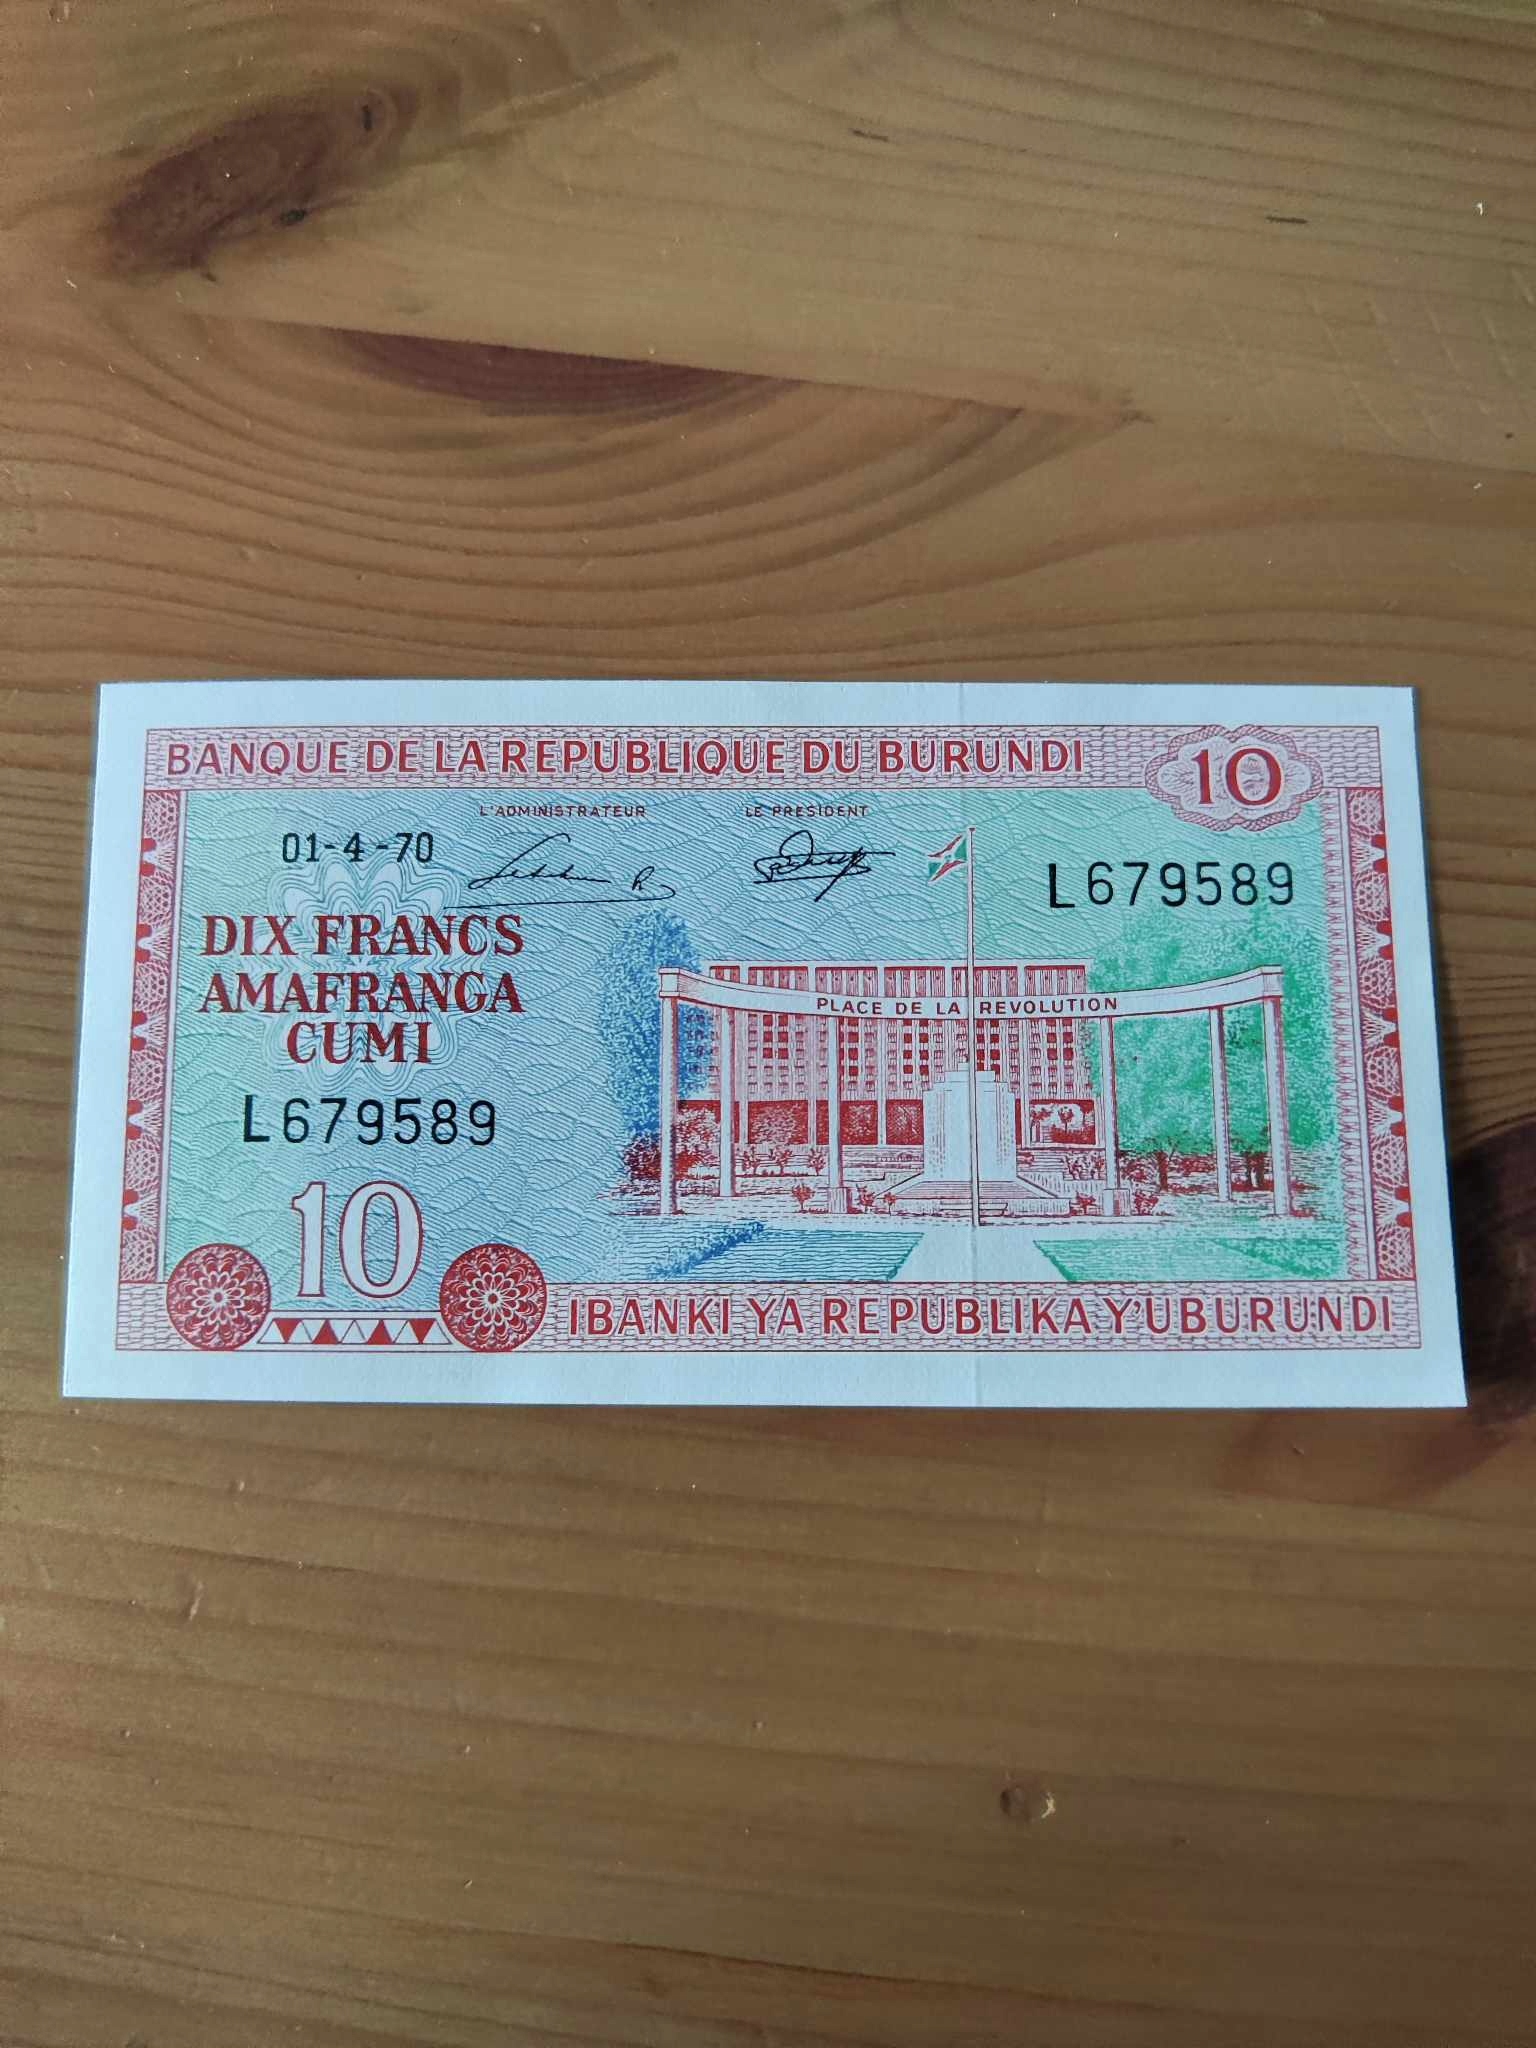 BANQUE DE LA REPUBLIQUE DU BURUNDI
10
L'ADMINISTRATEUR
LE PRESIDENT
01-4-70
L679589
DIX FRANCS
AMAFRANGA
CUMI
PLACE DE LA REVOLUTION
L679589
10
IBANKI YA REPUBLIKA Y'UBURUNDI